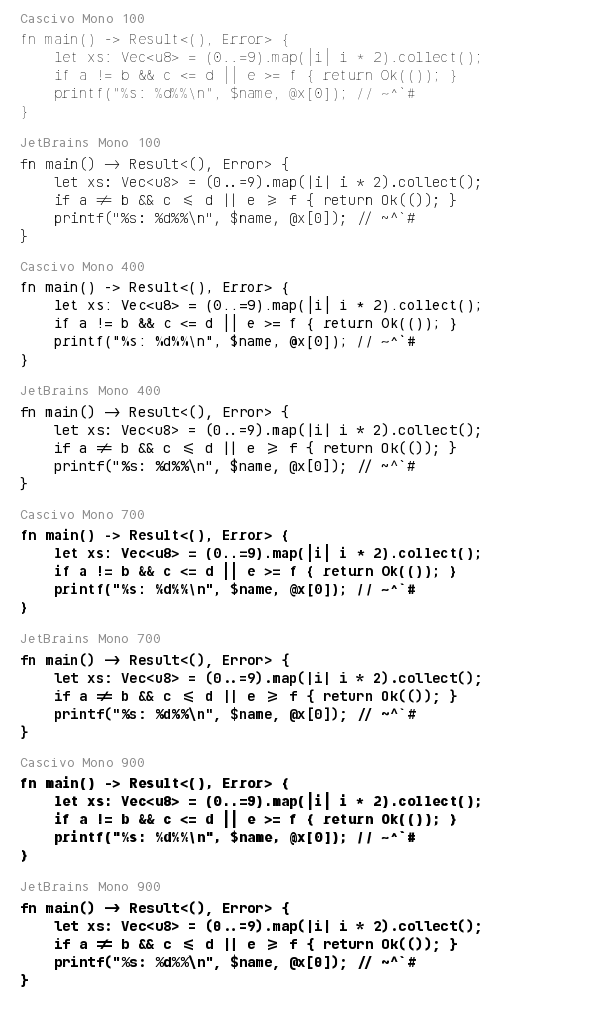 Cascivo Mono 100
fn main() -> Result<(), Error> {
    let xs: Vec<u8> = (0..=9).map(|i| i * 2).collect();
    if a != b && c <= d || e >= f { return Ok(()); }
    printf("%s: %d%%\n", $name, @x[0]); // ~^`#
}
JetBrains Mono 100
fn main() → Result<(), Error> {
    let xs: Vec<u8> = (0..=9).map(|i| i * 2).collect();
    if a ≠ b && c ⩽ d || e ⩾ f { return Ok(()); }
    printf("%s: %d%%\n", $name, @x[0]); // ~^`#
}
Cascivo Mono 400
fn main() -> Result<(), Error> {
    let xs: Vec<u8> = (0..=9).map(|i| i * 2).collect();
    if a != b && c <= d || e >= f { return Ok(()); }
    printf("%s: %d%%\n", $name, @x[0]); // ~^`#
}
JetBrains Mono 400
fn main() → Result<(), Error> {
    let xs: Vec<u8> = (0..=9).map(|i| i * 2).collect();
    if a ≠ b && c ⩽ d || e ⩾ f { return Ok(()); }
    printf("%s: %d%%\n", $name, @x[0]); // ~^`#
}
Cascivo Mono 700
fn main() -> Result<(), Error> {
    let xs: Vec<u8> = (0..=9).map(|i| i * 2).collect();
    if a != b && c <= d || e >= f { return Ok(()); }
    printf("%s: %d%%\n", $name, @x[0]); // ~^`#
}
JetBrains Mono 700
fn main() → Result<(), Error> {
    let xs: Vec<u8> = (0..=9).map(|i| i * 2).collect();
    if a ≠ b && c ⩽ d || e ⩾ f { return Ok(()); }
    printf("%s: %d%%\n", $name, @x[0]); // ~^`#
}
Cascivo Mono 900
fn main() -> Result<(), Error> {
    let xs: Vec<u8> = (0..=9).map(|i| i * 2).collect();
    if a != b && c <= d || e >= f { return Ok(()); }
    printf("%s: %d%%\n", $name, @x[0]); // ~^`#
}
JetBrains Mono 900
fn main() → Result<(), Error> {
    let xs: Vec<u8> = (0..=9).map(|i| i * 2).collect();
    if a ≠ b && c ⩽ d || e ⩾ f { return Ok(()); }
    printf("%s: %d%%\n", $name, @x[0]); // ~^`#
}